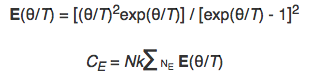 E(θ/T) = [(θ/T)²exp(θ/T)] / [exp(θ/T) - 1]²
C_E = Nk∑ N_E E(θ/T)